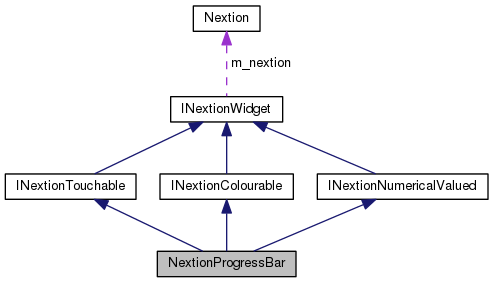 Nextion
m_nextion
INextionWidget
INextionTouchable
INextionColourable
INextionNumericalValued
NextionProgressBar